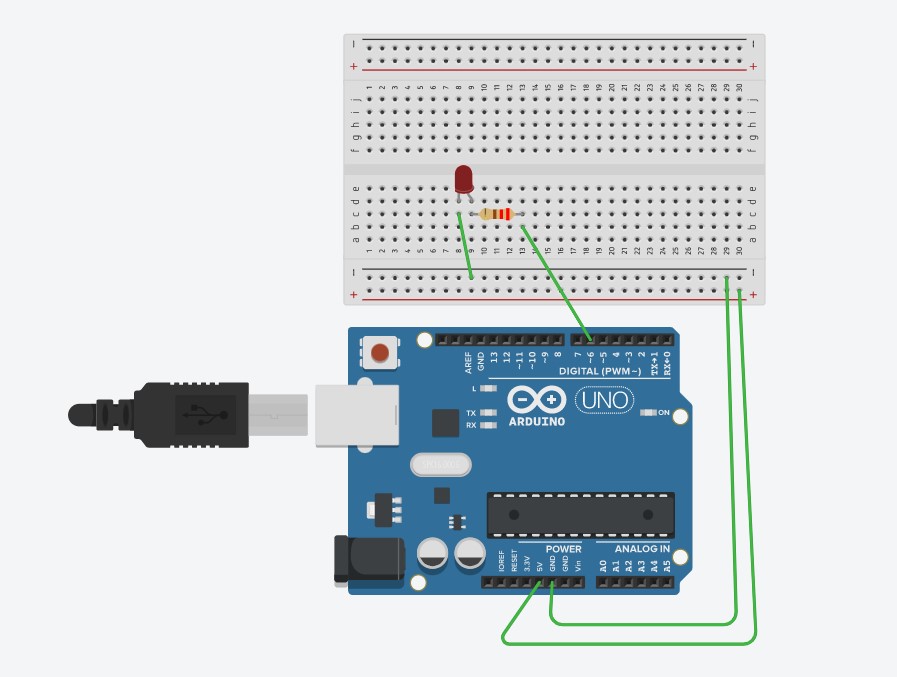 − −
+ +
1 2 3 4 5 6 7 8 9 10 11 12 13 14 15 16 17 18 19 20 21 22 23 24 25 26 27 28 29 30
j j
i i
h h
g g
f f
e e
d d
c c
b b
a a
1 2 3 4 5 6 7 8 9 10 11 12 13 14 15 16 17 18 19 20 21 22 23 24 25 26 27 28 29 30
− −
+ +
AREF GND 13 12 ~11 ~10 ~9 8 7 ~6 ~5 4 ~3 2 TX→1 RX←0
DIGITAL (PWM~)
L
TX
RX
UNO
ON
ARDUINO
POWER ANALOG IN
IOREF RESET 3.3V 5V GND GND Vin A0 A1 A2 A3 A4 A5